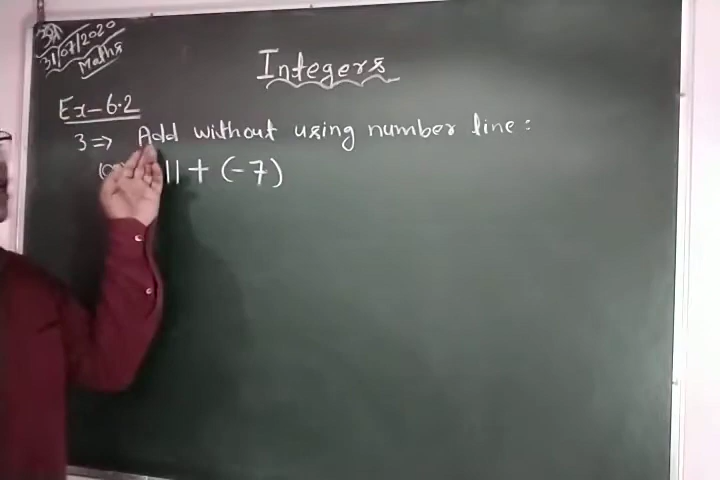 31/07/2020
Maths
Integers
Ex-6.2
3⇒ Add without using number line:
11 + (-7)